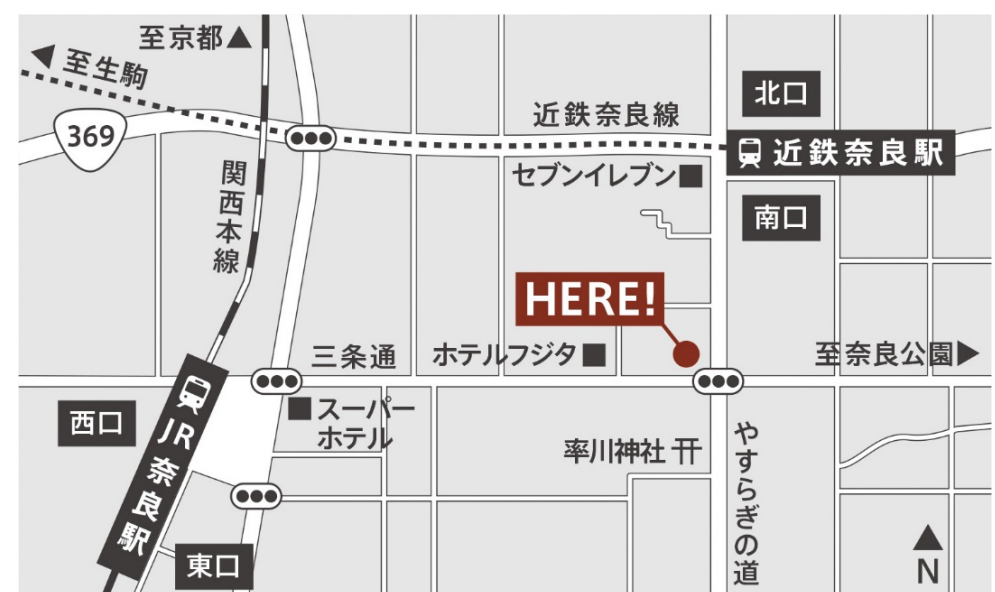 至京都▲
◀至生駒
369
北口
近鉄奈良線
近鉄奈良駅
セブンイレブン■
関西本線
南口
HERE!
三条通
ホテルフジタ■
至奈良公園▶
■スーパー
ホテル
西口
JR奈良駅
率川神社
やすらぎの道
東口
▲
N